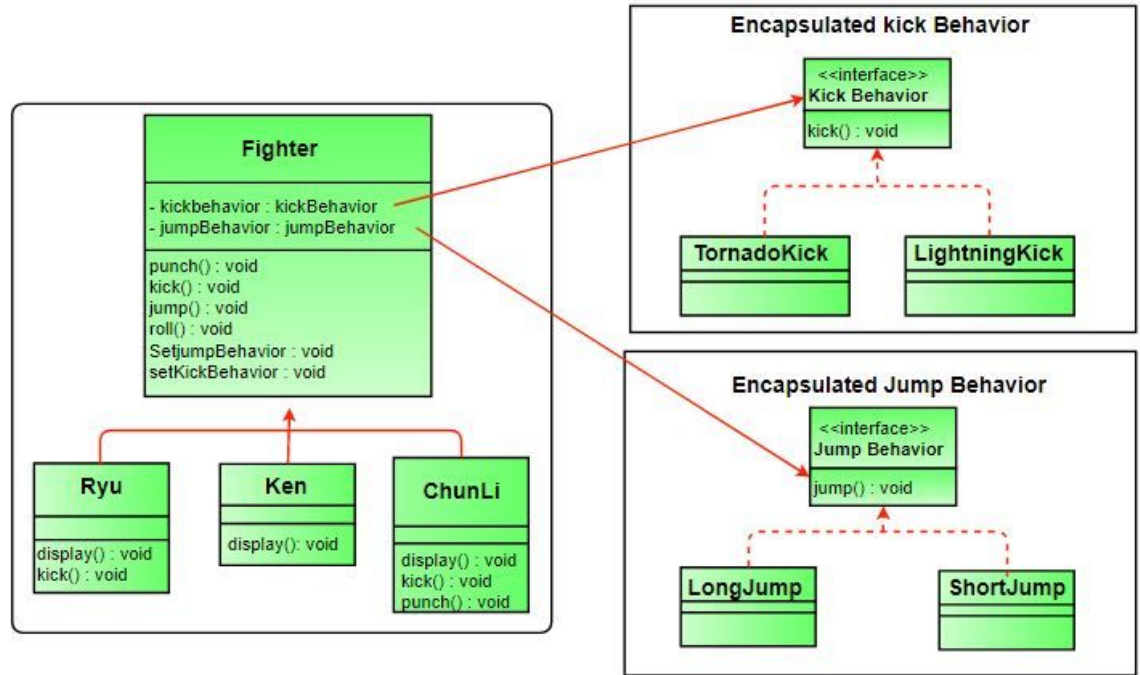 Fighter
- kickbehavior : kickBehavior
- jumpBehavior : jumpBehavior
punch() : void
kick() : void
jump() : void
roll() : void
SetjumpBehavior : void
setKickBehavior : void
Ryu
display() : void
kick() : void
Ken
display(): void
ChunLi
display() : void
kick() : void
punch() : void
Encapsulated kick Behavior
<<interface>>
Kick Behavior
kick() : void
TornadoKick
LightningKick
Encapsulated Jump Behavior
<<interface>>
Jump Behavior
jump() : void
LongJump
ShortJump